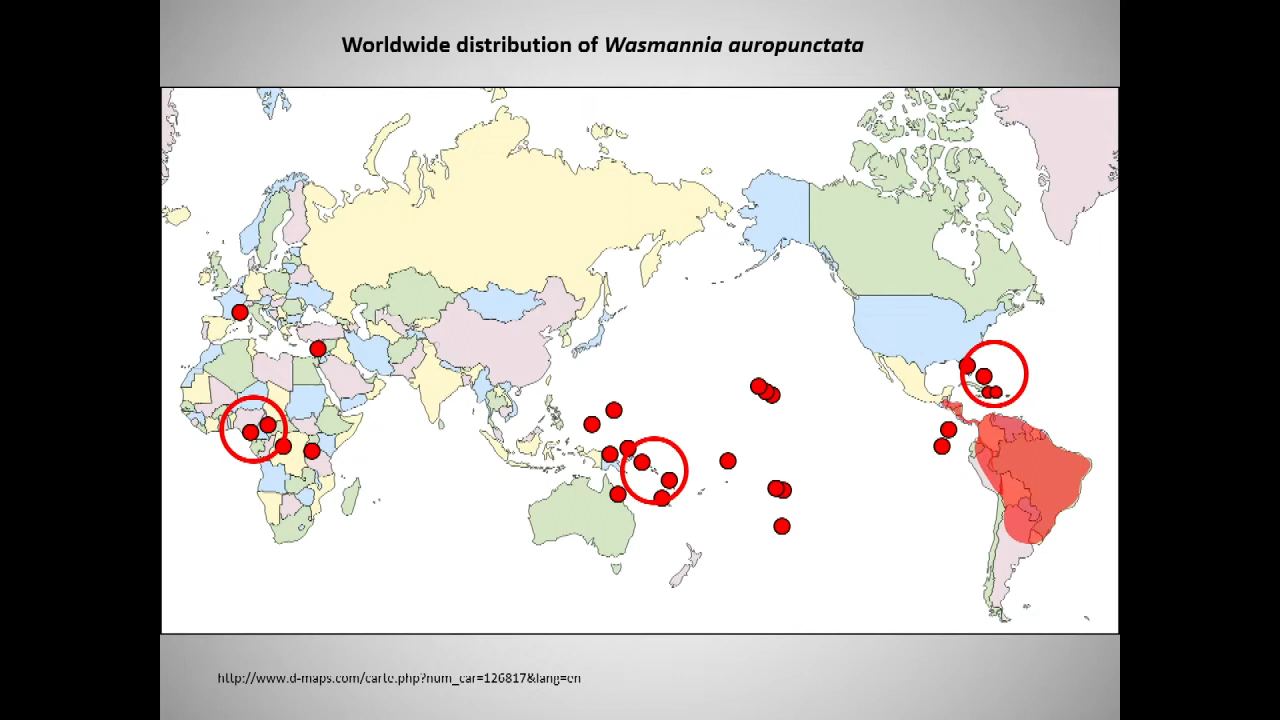 Worldwide distribution of Wasmannia auropunctata
http://www.d-maps.com/carte.php?num_car=126817&lang=en